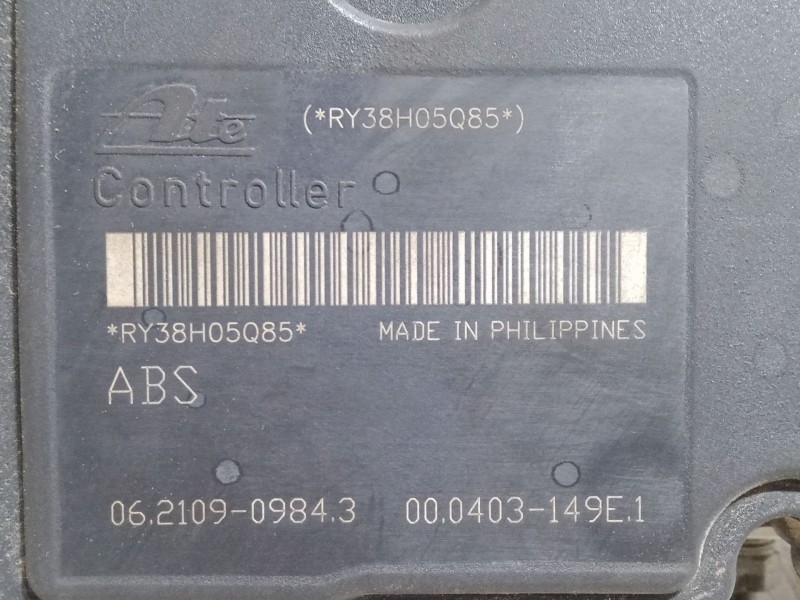 Ate
(*RY38H05Q85*)
Controller
*RY38H05Q85*
MADE IN PHILIPPINES
ABS
06.2109-0984.3
00.0403-149E.1